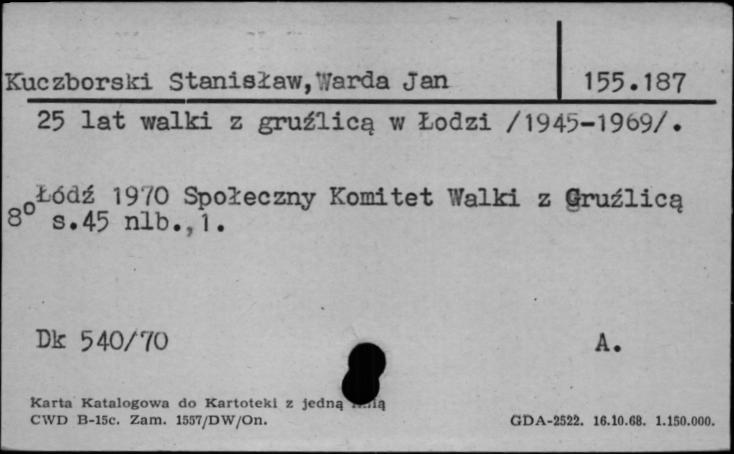 Kuczborski Stanisław,Warda Jan 155.187
25 lat walki z gruźlicą w Łodzi /1945-1969/.
Łódź 1970 Społeczny Komitet Walki z Gruźlicą
8° s.45 nlb.,1.
Dk 540/70 A.
Karta Katalogowa do Kartoteki z jedną
CWD B-15c. Zam. 1557/DW/On. GDA-2522. 16.10.68. 1.150.000.